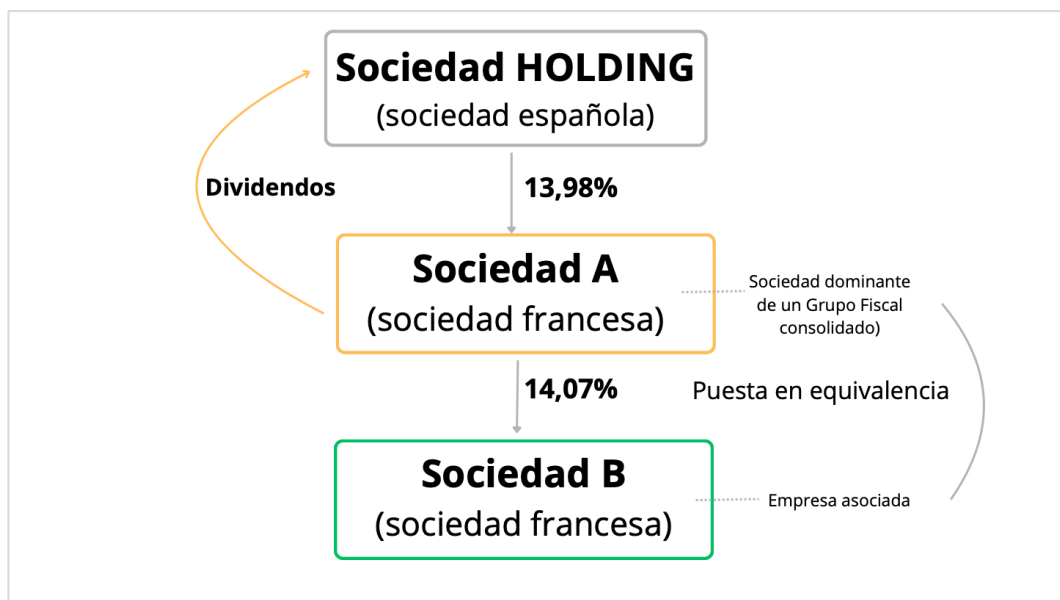 Sociedad HOLDING
(sociedad española)
Dividendos
13,98%
Sociedad A
(sociedad francesa)
Sociedad dominante
de un Grupo Fiscal
consolidado)
14,07%
Puesta en equivalencia
Sociedad B
(sociedad francesa)
Empresa asociada